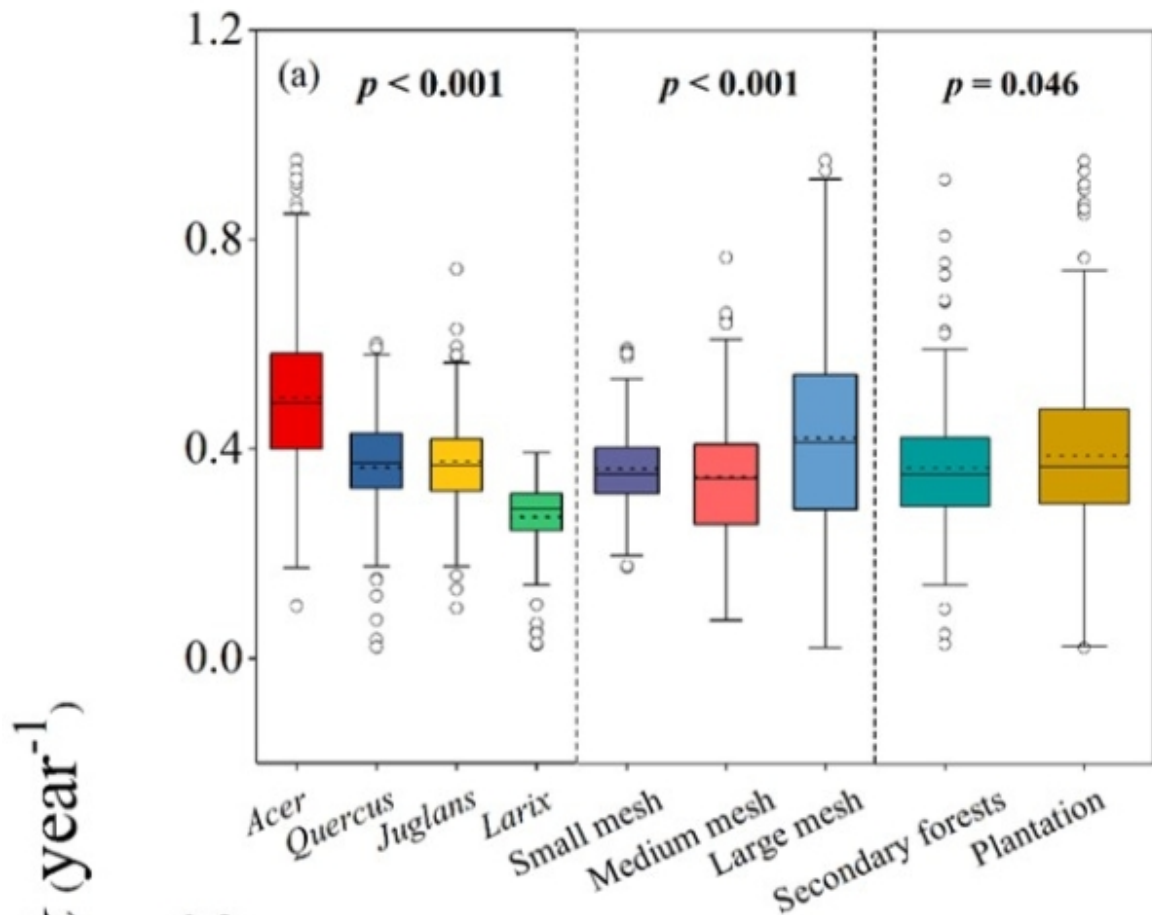 1.2
(a)
p < 0.001
p < 0.001
p = 0.046
0.8
0.4
0.0
(year-1)
Acer
Quercus
Juglans
Larix
Small mesh
Medium mesh
Large mesh
Secondary forests
Plantation